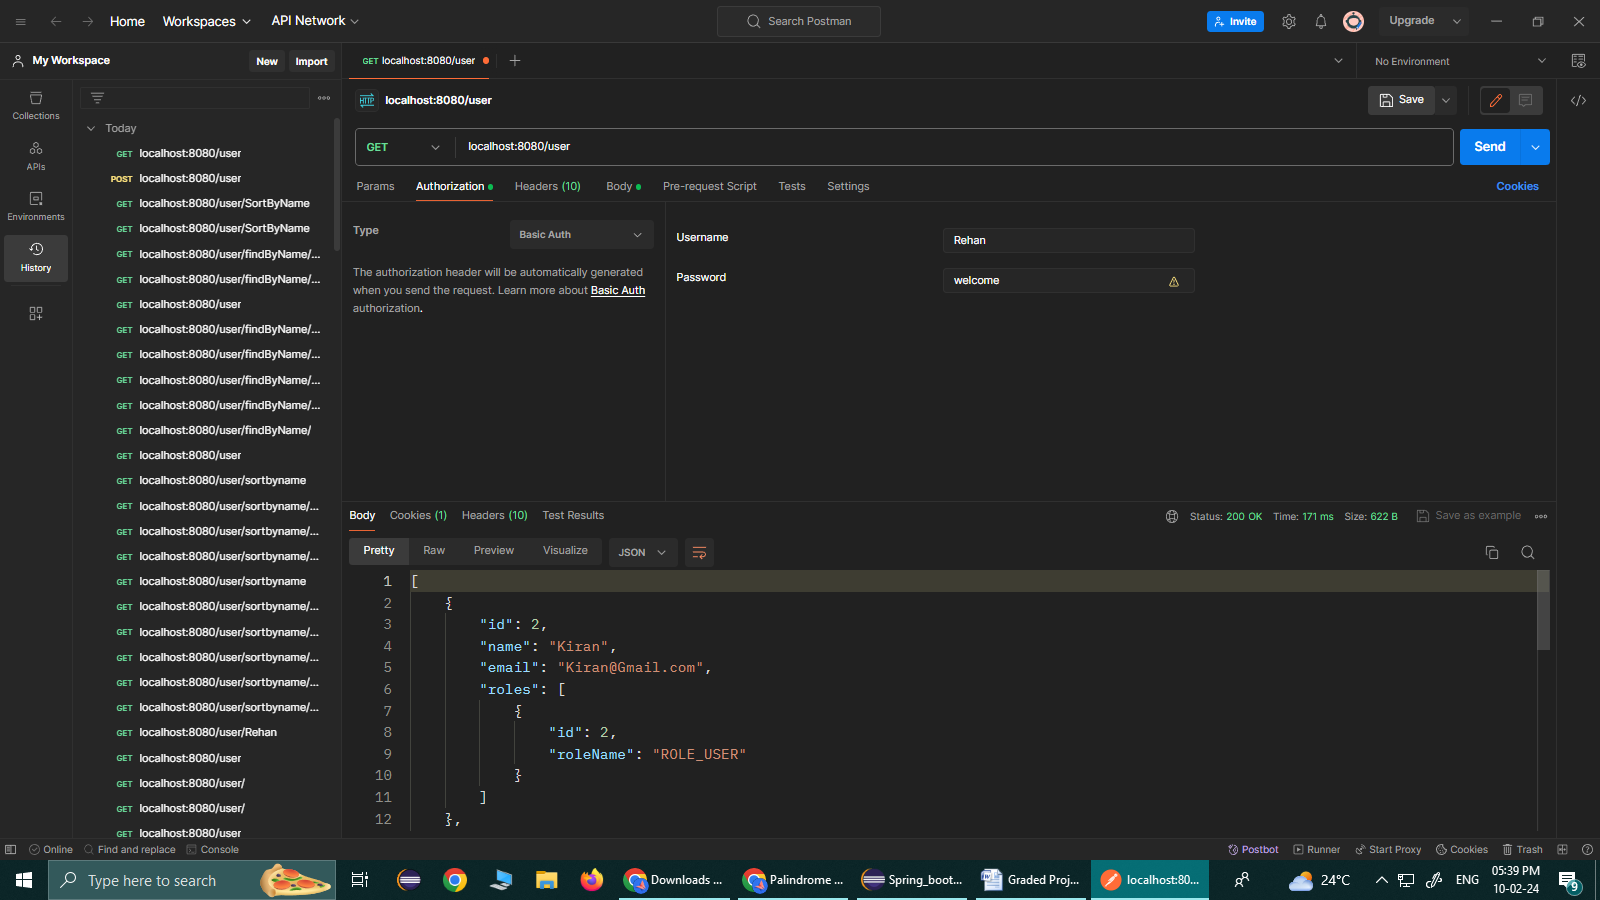 Home Workspaces API Network Search Postman Invite Upgrade
My Workspace New Import GET localhost:8080/user No Environment
HTTP localhost:8080/user Save
Collections
APIs
Environments
History
Today
GET localhost:8080/user
POST localhost:8080/user
GET localhost:8080/user/SortByName
GET localhost:8080/user/SortByName
GET localhost:8080/user/findByName/...
GET localhost:8080/user/findByName/...
GET localhost:8080/user
GET localhost:8080/user/findByName/...
GET localhost:8080/user/findByName/...
GET localhost:8080/user/findByName/...
GET localhost:8080/user/findByName/...
GET localhost:8080/user/findByName/
GET localhost:8080/user
GET localhost:8080/user/sortbyname
GET localhost:8080/user/sortbyname/...
GET localhost:8080/user/sortbyname/...
GET localhost:8080/user/sortbyname/...
GET localhost:8080/user/sortbyname
GET localhost:8080/user/sortbyname/...
GET localhost:8080/user/sortbyname/...
GET localhost:8080/user/sortbyname/...
GET localhost:8080/user/sortbyname/...
GET localhost:8080/user/sortbyname/...
GET localhost:8080/user/Rehan
GET localhost:8080/user
GET localhost:8080/user/
GET localhost:8080/user/
GET localhost:8080/user
GET localhost:8080/user Send
Params Authorization Headers (10) Body Pre-request Script Tests Settings Cookies
Type Basic Auth
The authorization header will be automatically generated
when you send the request. Learn more about Basic Auth
authorization.
Username Rehan
Password welcome
Body Cookies (1) Headers (10) Test Results Status: 200 OK Time: 171 ms Size: 622 B Save as example
Pretty Raw Preview Visualize JSON
1 [
2 {
3 "id": 2,
4 "name": "Kiran",
5 "email": "Kiran@Gmail.com",
6 "roles": [
7 {
8 "id": 2,
9 "roleName": "ROLE_USER"
10 }
11 ]
12 },
Online Find and replace Console Postbot Runner Start Proxy Cookies Trash
Type here to search Downloads ... Palindrome ... Spring_boot... Graded Proj... localhost:80... 24°C ENG 05:39 PM
10-02-24 9